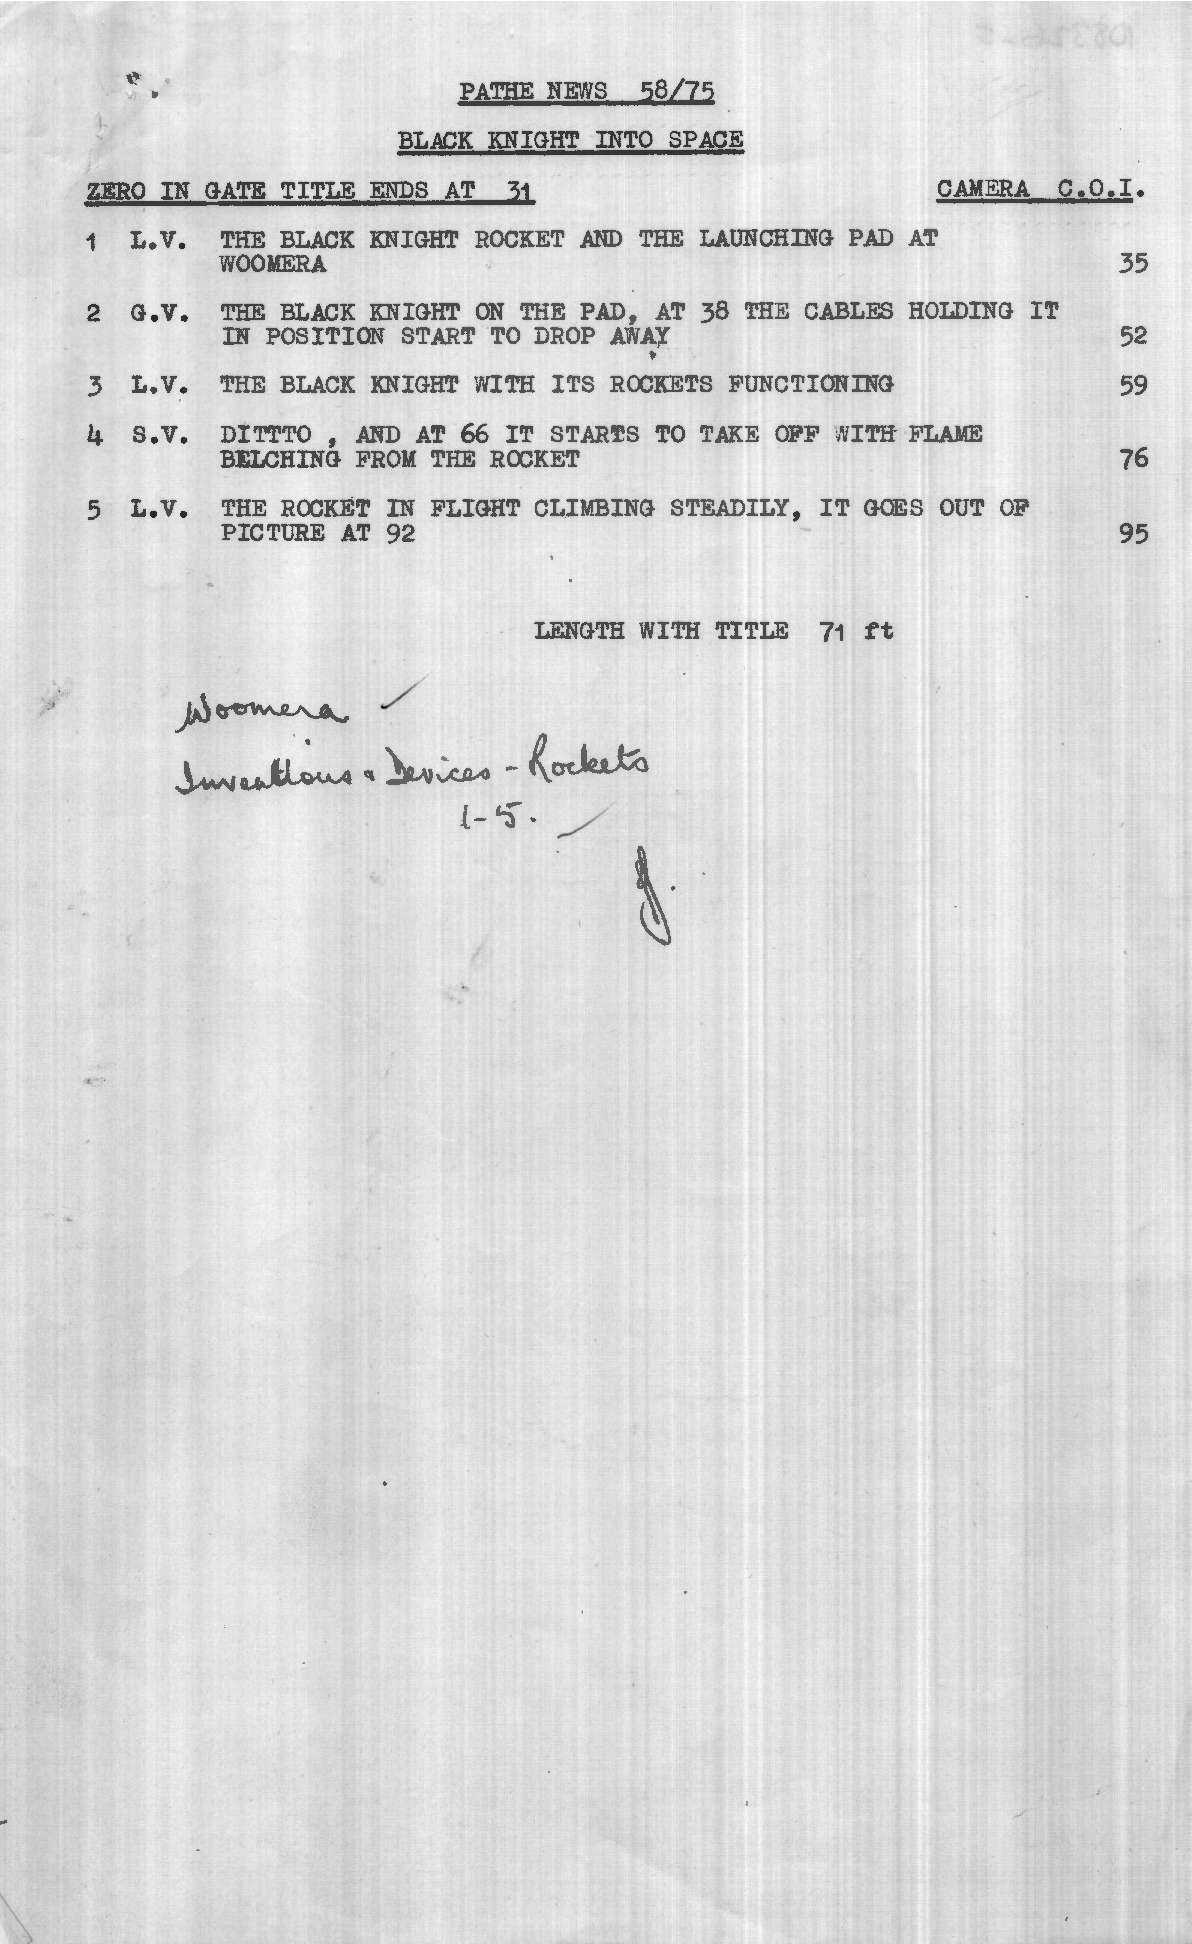 PATHE NEWS 58/75
BLACK KNIGHT INTO SPACE
ZERO IN GATE TITLE ENDS AT 31 CAMERA C.O.I.
1 L.V. THE BLACK KNIGHT ROCKET AND THE LAUNCHING PAD AT
WOOMERA 35
2 G.V. THE BLACK KNIGHT ON THE PAD, AT 38 THE CABLES HOLDING IT
IN POSITION START TO DROP AWAY 52
3 L.V. THE BLACK KNIGHT WITH ITS ROCKETS FUNCTIONING 59
4 S.V. DITTTO , AND AT 66 IT STARTS TO TAKE OFF WITH FLAME
BELCHING FROM THE ROCKET 76
5 L.V. THE ROCKET IN FLIGHT CLIMBING STEADILY, IT GOES OUT OF
PICTURE AT 92 95
LENGTH WITH TITLE 71 ft
Woomera
Inventions & Devices - Rockets
1-5.